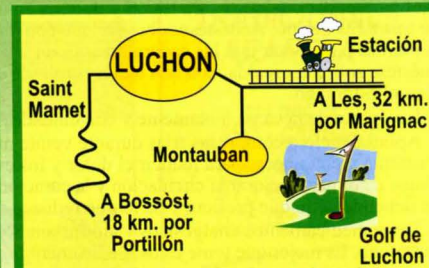 LUCHON
Estación
Saint
Mamet
A Les, 32 km.
por Marignac
Montauban
A Bossòst,
18 km. por
Portillón
Golf de
Luchon